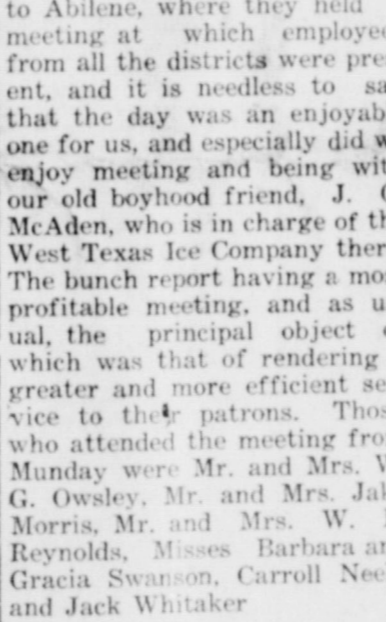 to Abilene, where they held
meeting at which employee
from all the districts were pre
ent, and it is needless to sa
that the day was an enjoyab
one for us, and especially did w
enjoy meeting and being wit
our old boyhood friend, J. C
McAden, who is in charge of th
West Texas Ice Company ther
The bunch report having a mos
profitable meeting, and as u
ual, the principal object o
which was that of rendering
greater and more efficient se
vice to their patrons. Thos
who attended the meeting fro
Munday were Mr. and Mrs. W
G. Owsley, Mr. and Mrs. Jak
Morris, Mr. and Mrs. W.
Reynolds, Misses Barbara an
Gracia Swanson, Carroll Nee
and Jack Whitaker